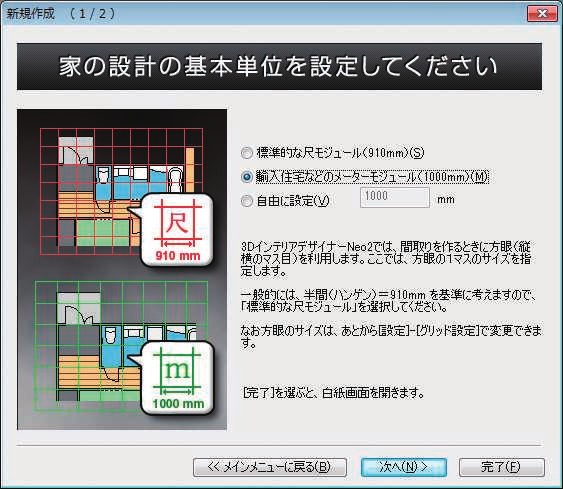 新規作成 （１/２）
家の設計の基本単位を設定してください
標準的な尺モジュール(910mm)(S)
輸入住宅などのメーターモジュール(1000mm)(M)
自由に設定(V) 1000 mm
尺
910 mm
3DインテリアデザイナーNeo2では、間取りを作るときに方眼(縦
横のマス目)を利用します。ここでは、方眼の1マスのサイズを指
定します。
一般的には、半間(ハンゲン)＝910mm を基準に考えますので、
「標準的な尺モジュール」を選択してください。
なお方眼のサイズは、あとから[設定]-[グリッド設定]で変更できま
す。
m
1000 mm
[完了]を選ぶと、白紙画面を開きます。
<< メインメニューに戻る(B)
次へ(N) >
完了(F)